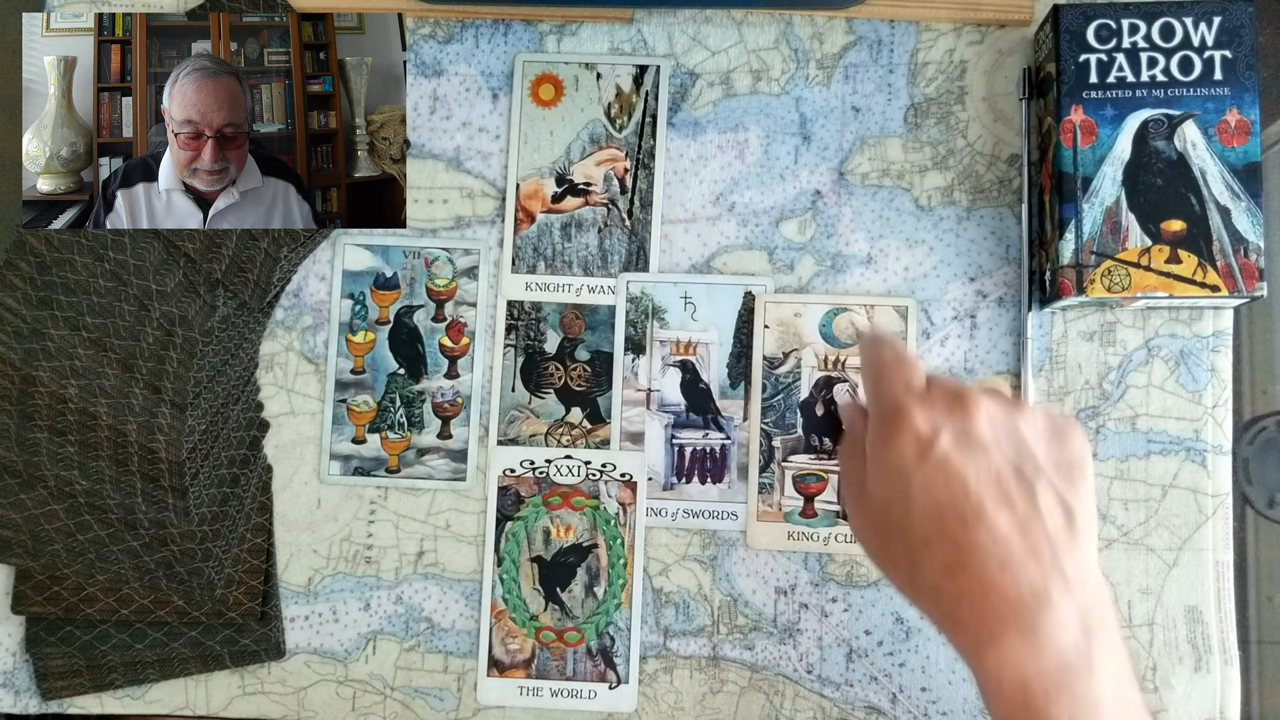 CROW
TAROT
CREATED BY MJ CULLINANE
KNIGHT of WAN
VII
ING of SWORDS
KING of CU
XXI
THE WORLD